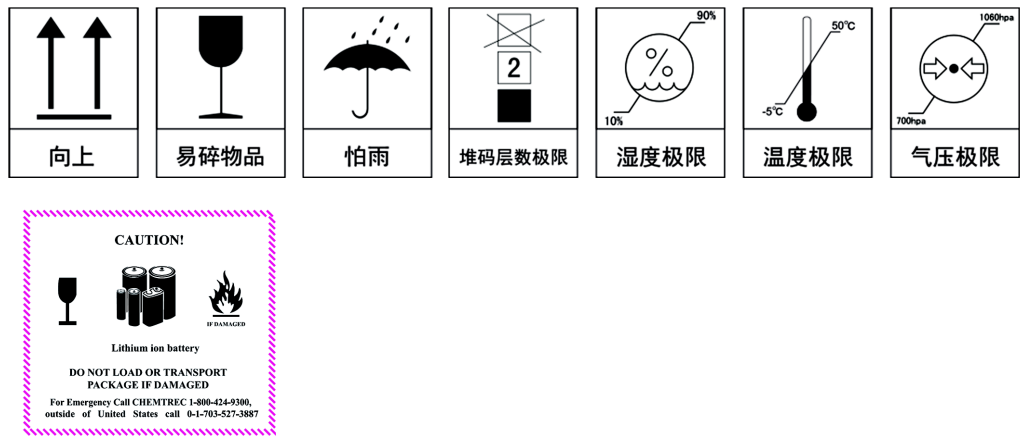 2
90%
10%
50℃
-5℃
1060hpa
700hpa
向上
易碎物品
怕雨
堆码层数极限
湿度极限
温度极限
气压极限
CAUTION!
IF DAMAGED
Lithium ion battery
DO NOT LOAD OR TRANSPORT
PACKAGE IF DAMAGED
For Emergency Call CHEMTREC 1-800-424-9300,
outside of United States call 0-1-703-527-3887